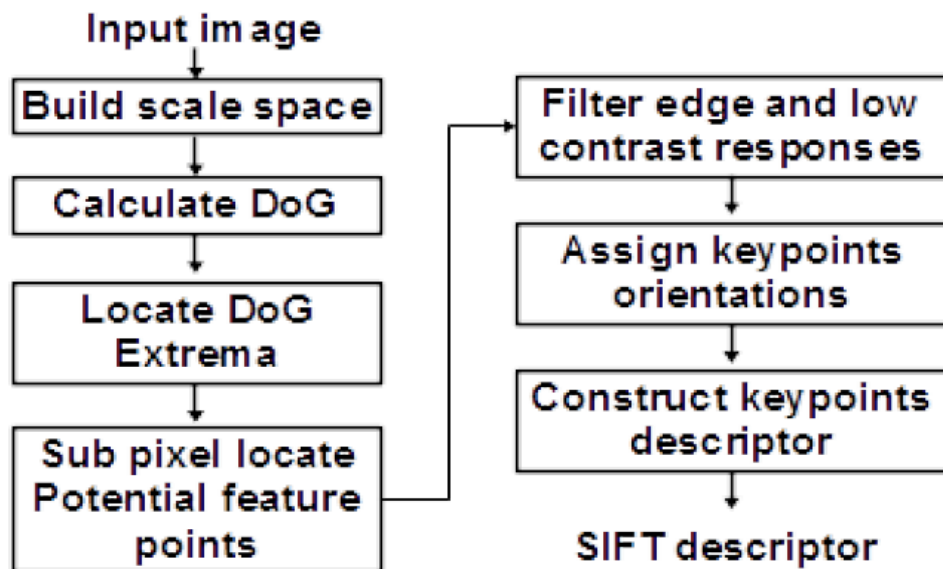 Input image
Build scale space
Calculate DoG
Locate DoG
Extrema
Sub pixel locate
Potential feature
points
Filter edge and low
contrast responses
Assign keypoints
orientations
Construct keypoints
descriptor
SIFT descriptor